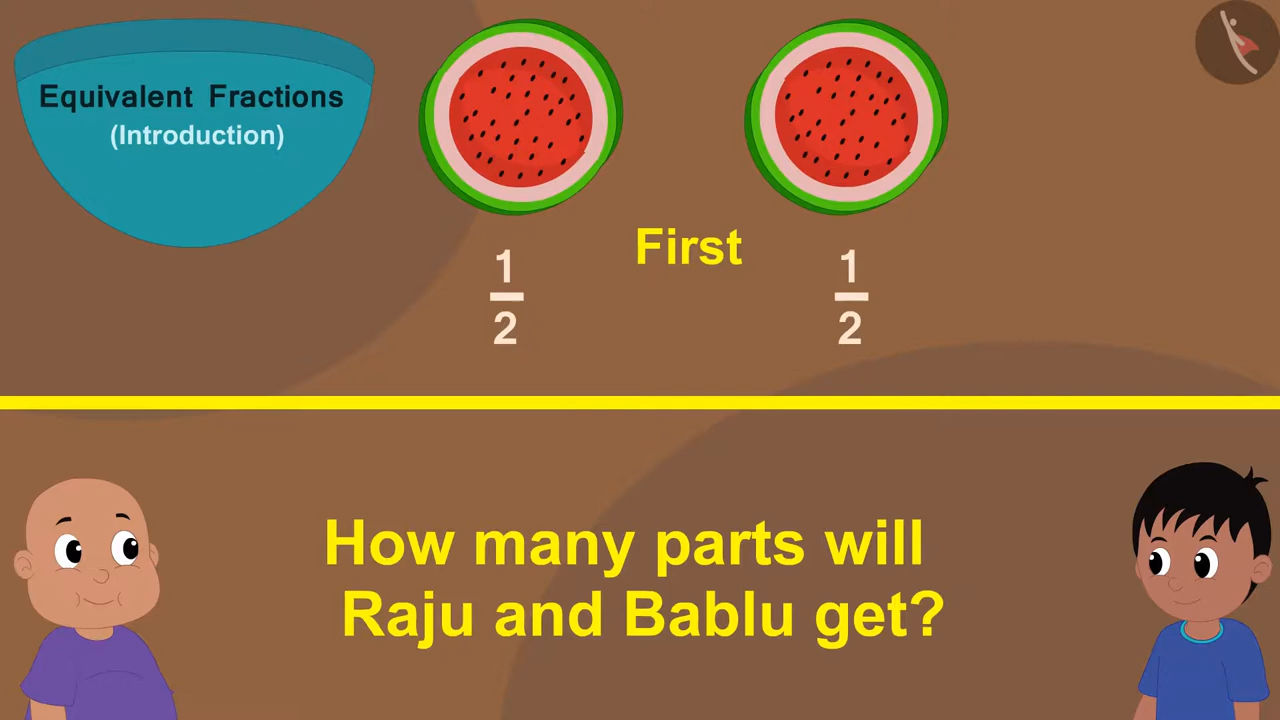 Equivalent Fractions
(Introduction)
First
1
2
1
2
How many parts will
Raju and Bablu get?